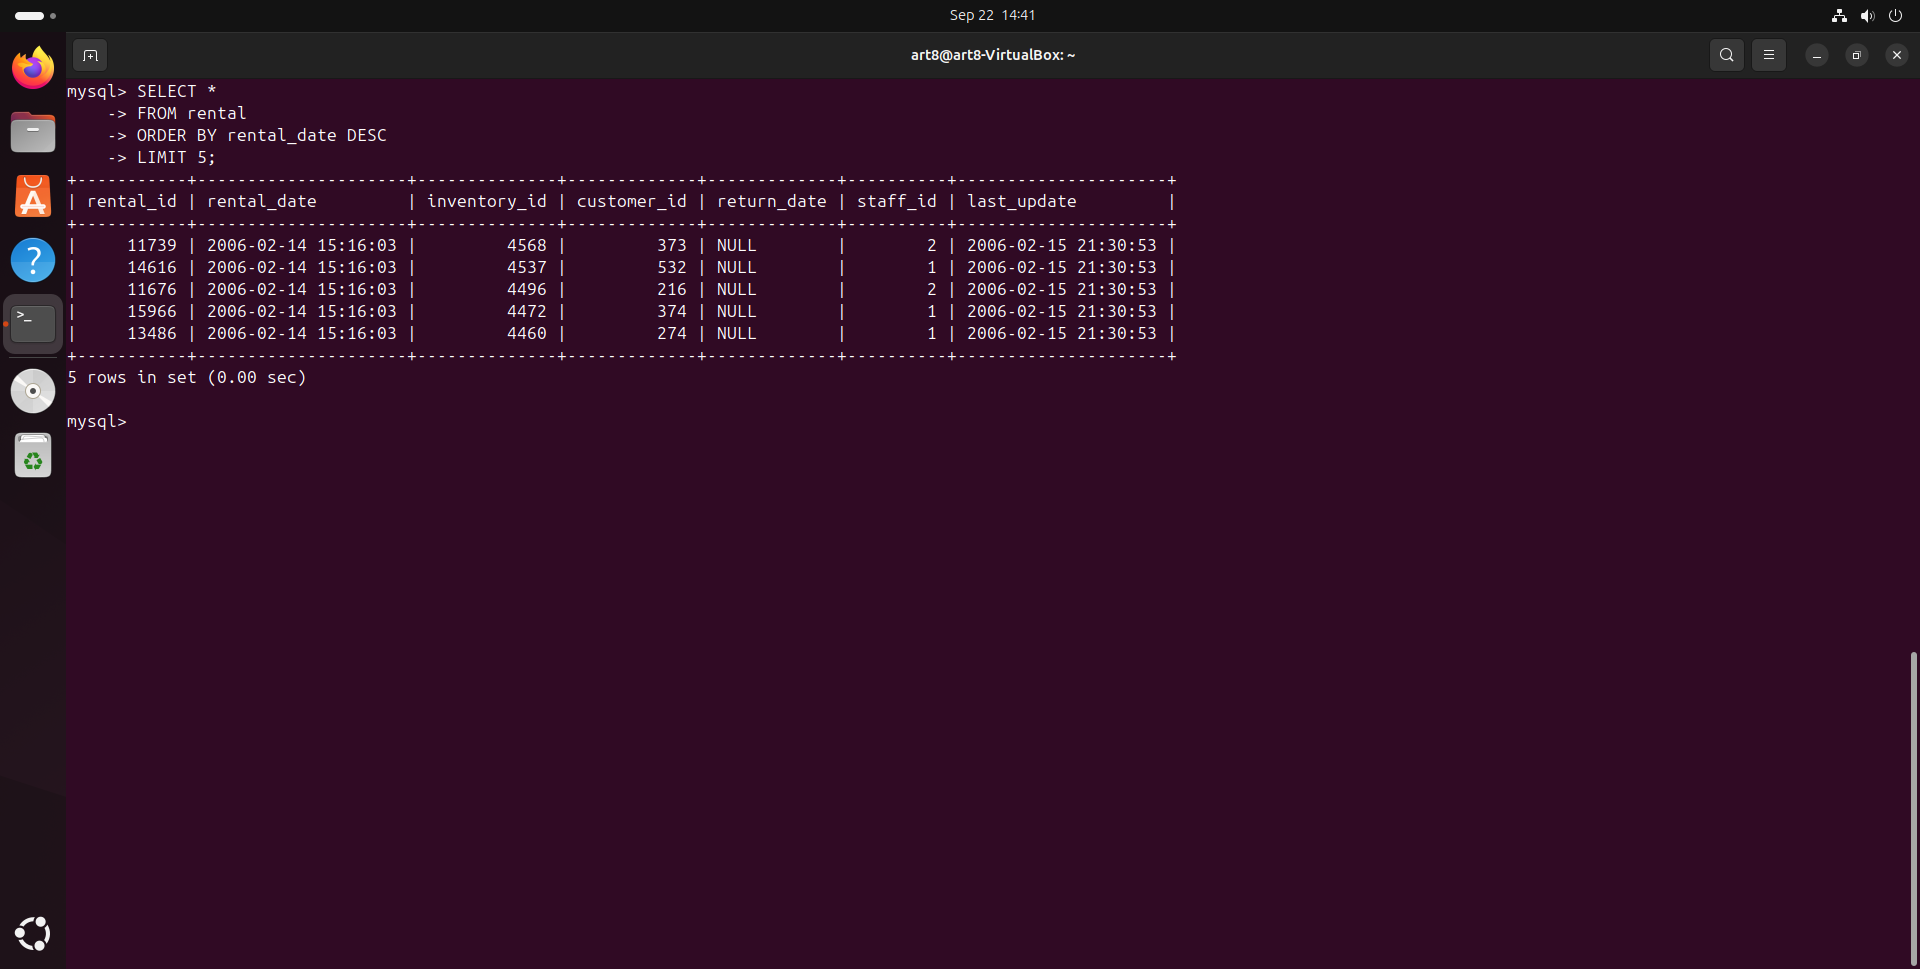 Sep 22 14:41
art8@art8-VirtualBox: ~
mysql> SELECT *
    -> FROM rental
    -> ORDER BY rental_date DESC
    -> LIMIT 5;
+-----------+---------------------+--------------+-------------+-------------+----------+---------------------+
| rental_id | rental_date         | inventory_id | customer_id | return_date | staff_id | last_update         |
+-----------+---------------------+--------------+-------------+-------------+----------+---------------------+
|     11739 | 2006-02-14 15:16:03 |         4568 |         373 | NULL        |        2 | 2006-02-15 21:30:53 |
|     14616 | 2006-02-14 15:16:03 |         4537 |         532 | NULL        |        1 | 2006-02-15 21:30:53 |
|     11676 | 2006-02-14 15:16:03 |         4496 |         216 | NULL        |        2 | 2006-02-15 21:30:53 |
|     15966 | 2006-02-14 15:16:03 |         4472 |         374 | NULL        |        1 | 2006-02-15 21:30:53 |
|     13486 | 2006-02-14 15:16:03 |         4460 |         274 | NULL        |        1 | 2006-02-15 21:30:53 |
+-----------+---------------------+--------------+-------------+-------------+----------+---------------------+
5 rows in set (0.00 sec)
mysql>